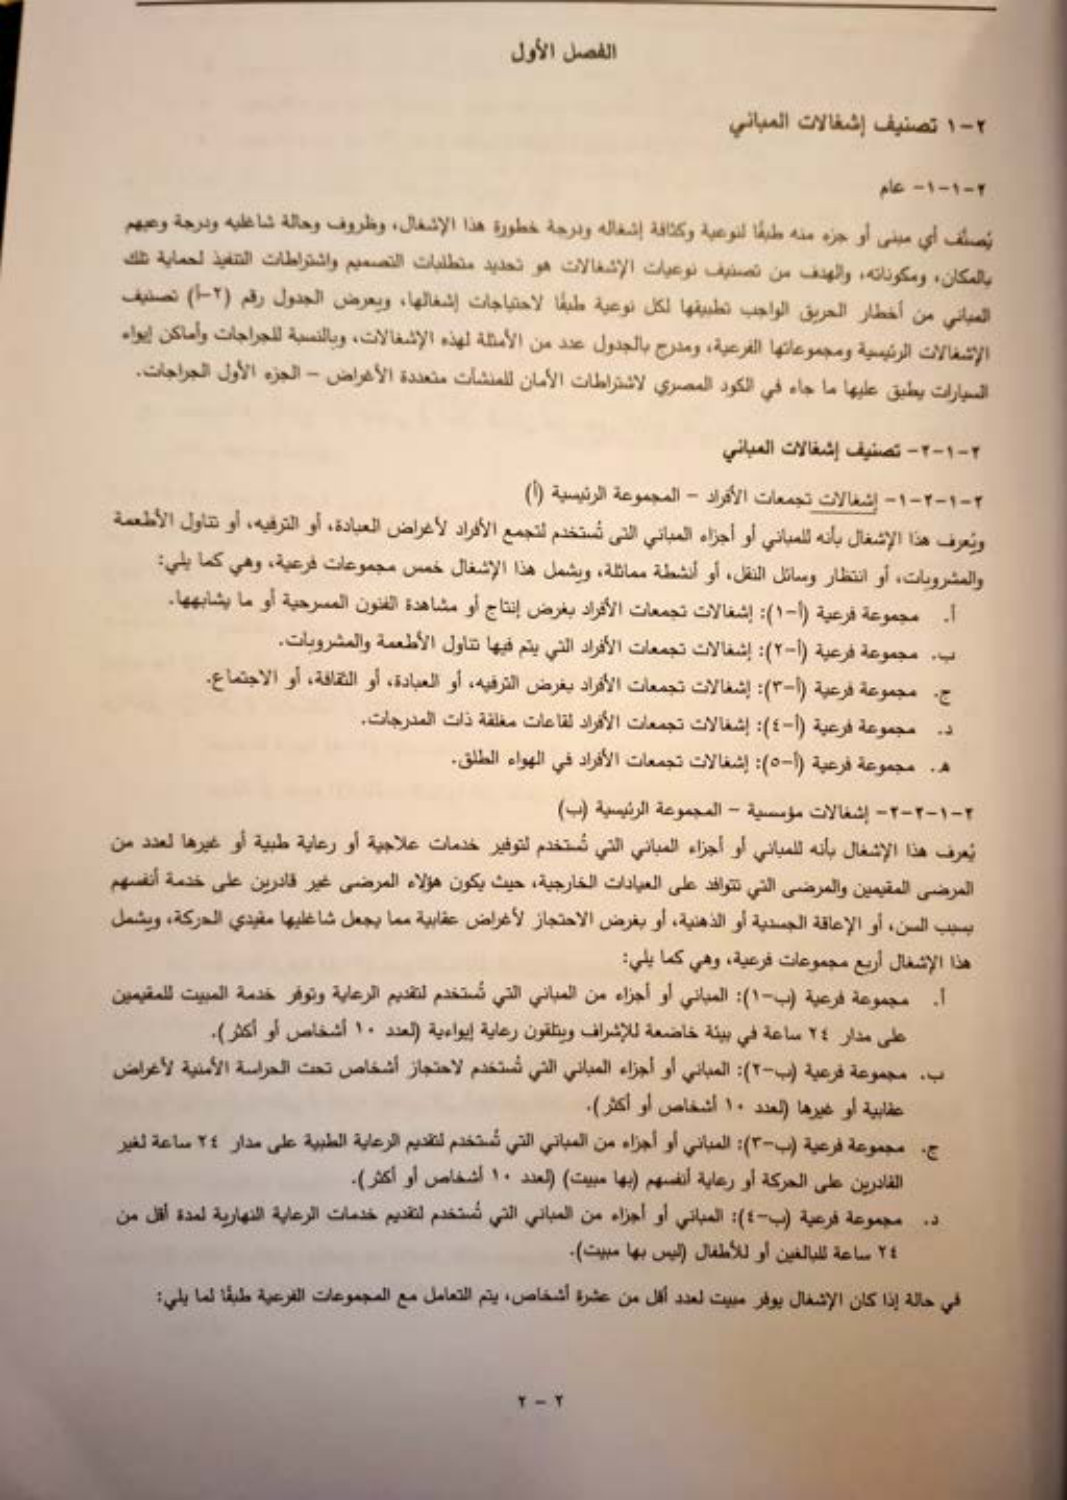 الفصل الأول
٢-١ تصنيف إشغالات المباني
٢-١-١- عام
يُصنَّف أي مبنى أو جزء منه طبقًا لنوعية وكثافة إشغاله ودرجة خطورة هذا الإشغال، وظروف وحالة شاغليه ودرجة وعيهم
بالمكان، ومكوناته، والهدف من تصنيف نوعيات الإشغالات هو تحديد متطلبات التصميم واشتراطات التنفيذ لحماية تلك
المباني من أخطار الحريق الواجب تطبيقها لكل نوعية طبقًا لاحتياجات إشغالها، ويعرض الجدول رقم (٢-أ) تصنيف
الإشغالات الرئيسية ومجموعاتها الفرعية، ومدرج بالجدول عدد من الأمثلة لهذه الإشغالات، وبالنسبة للجراجات وأماكن إيواء
السيارات يطبق عليها ما جاء في الكود المصري لاشتراطات الأمان للمنشآت متعددة الأغراض – الجزء الأول الجراجات.
٢-١-٢- تصنيف إشغالات المباني
٢-١-٢-١- إشغالات تجمعات الأفراد – المجموعة الرئيسية (أ)
ويُعرف هذا الإشغال بأنه للمباني أو أجزاء المباني التى تُستخدم لتجمع الأفراد لأغراض العبادة، أو الترفيه، أو تناول الأطعمة
والمشروبات، أو انتظار وسائل النقل، أو أنشطة مماثلة، ويشمل هذا الإشغال خمس مجموعات فرعية، وهي كما يلي:
أ. مجموعة فرعية (أ-١): إشغالات تجمعات الأفراد بغرض إنتاج أو مشاهدة الفنون المسرحية أو ما يشابهها.
ب. مجموعة فرعية (أ-٢): إشغالات تجمعات الأفراد التي يتم فيها تناول الأطعمة والمشروبات.
ج. مجموعة فرعية (أ-٣): إشغالات تجمعات الأفراد بغرض الترفيه، أو العبادة، أو الثقافة، أو الاجتماع.
د. مجموعة فرعية (أ-٤): إشغالات تجمعات الأفراد لقاعات مغلقة ذات المدرجات.
هـ. مجموعة فرعية (أ-٥): إشغالات تجمعات الأفراد في الهواء الطلق.
٢-١-٢-٢- إشغالات مؤسسية – المجموعة الرئيسية (ب)
يُعرف هذا الإشغال بأنه للمباني أو أجزاء المباني التي تُستخدم لتوفير خدمات علاجية أو رعاية طبية أو غيرها لعدد من
المرضى المقيمين والمرضى التي تتوافد على العيادات الخارجية، حيث يكون هؤلاء المرضى غير قادرين على خدمة أنفسهم
بسبب السن، أو الإعاقة الجسدية أو الذهنية، أو بغرض الاحتجاز لأغراض عقابية مما يجعل شاغليها مقيدي الحركة، ويشمل
هذا الإشغال أربع مجموعات فرعية، وهي كما يلي:
أ. مجموعة فرعية (ب-١): المباني أو أجزاء من المباني التي تُستخدم لتقديم الرعاية وتوفر خدمة المبيت للمقيمين
على مدار ٢٤ ساعة في بيئة خاضعة للإشراف ويتلقون رعاية إيوائية (لعدد ١٠ أشخاص أو أكثر).
ب. مجموعة فرعية (ب-٢): المباني أو أجزاء المباني التي تُستخدم لاحتجاز أشخاص تحت الحراسة الأمنية لأغراض
عقابية أو غيرها (لعدد ١٠ أشخاص أو أكثر).
ج. مجموعة فرعية (ب-٣): المباني أو أجزاء من المباني التي تُستخدم لتقديم الرعاية الطبية على مدار ٢٤ ساعة لغير
القادرين على الحركة أو رعاية أنفسهم (بها مبيت) (لعدد ١٠ أشخاص أو أكثر).
د. مجموعة فرعية (ب-٤): المباني أو أجزاء من المباني التي تُستخدم لتقديم خدمات الرعاية النهارية لمدة أقل من
٢٤ ساعة للبالغين أو للأطفال (ليس بها مبيت).
في حالة إذا كان الإشغال يوفر مبيت لعدد أقل من عشرة أشخاص، يتم التعامل مع المجموعات الفرعية طبقًا لما يلي:
٢ – ٢